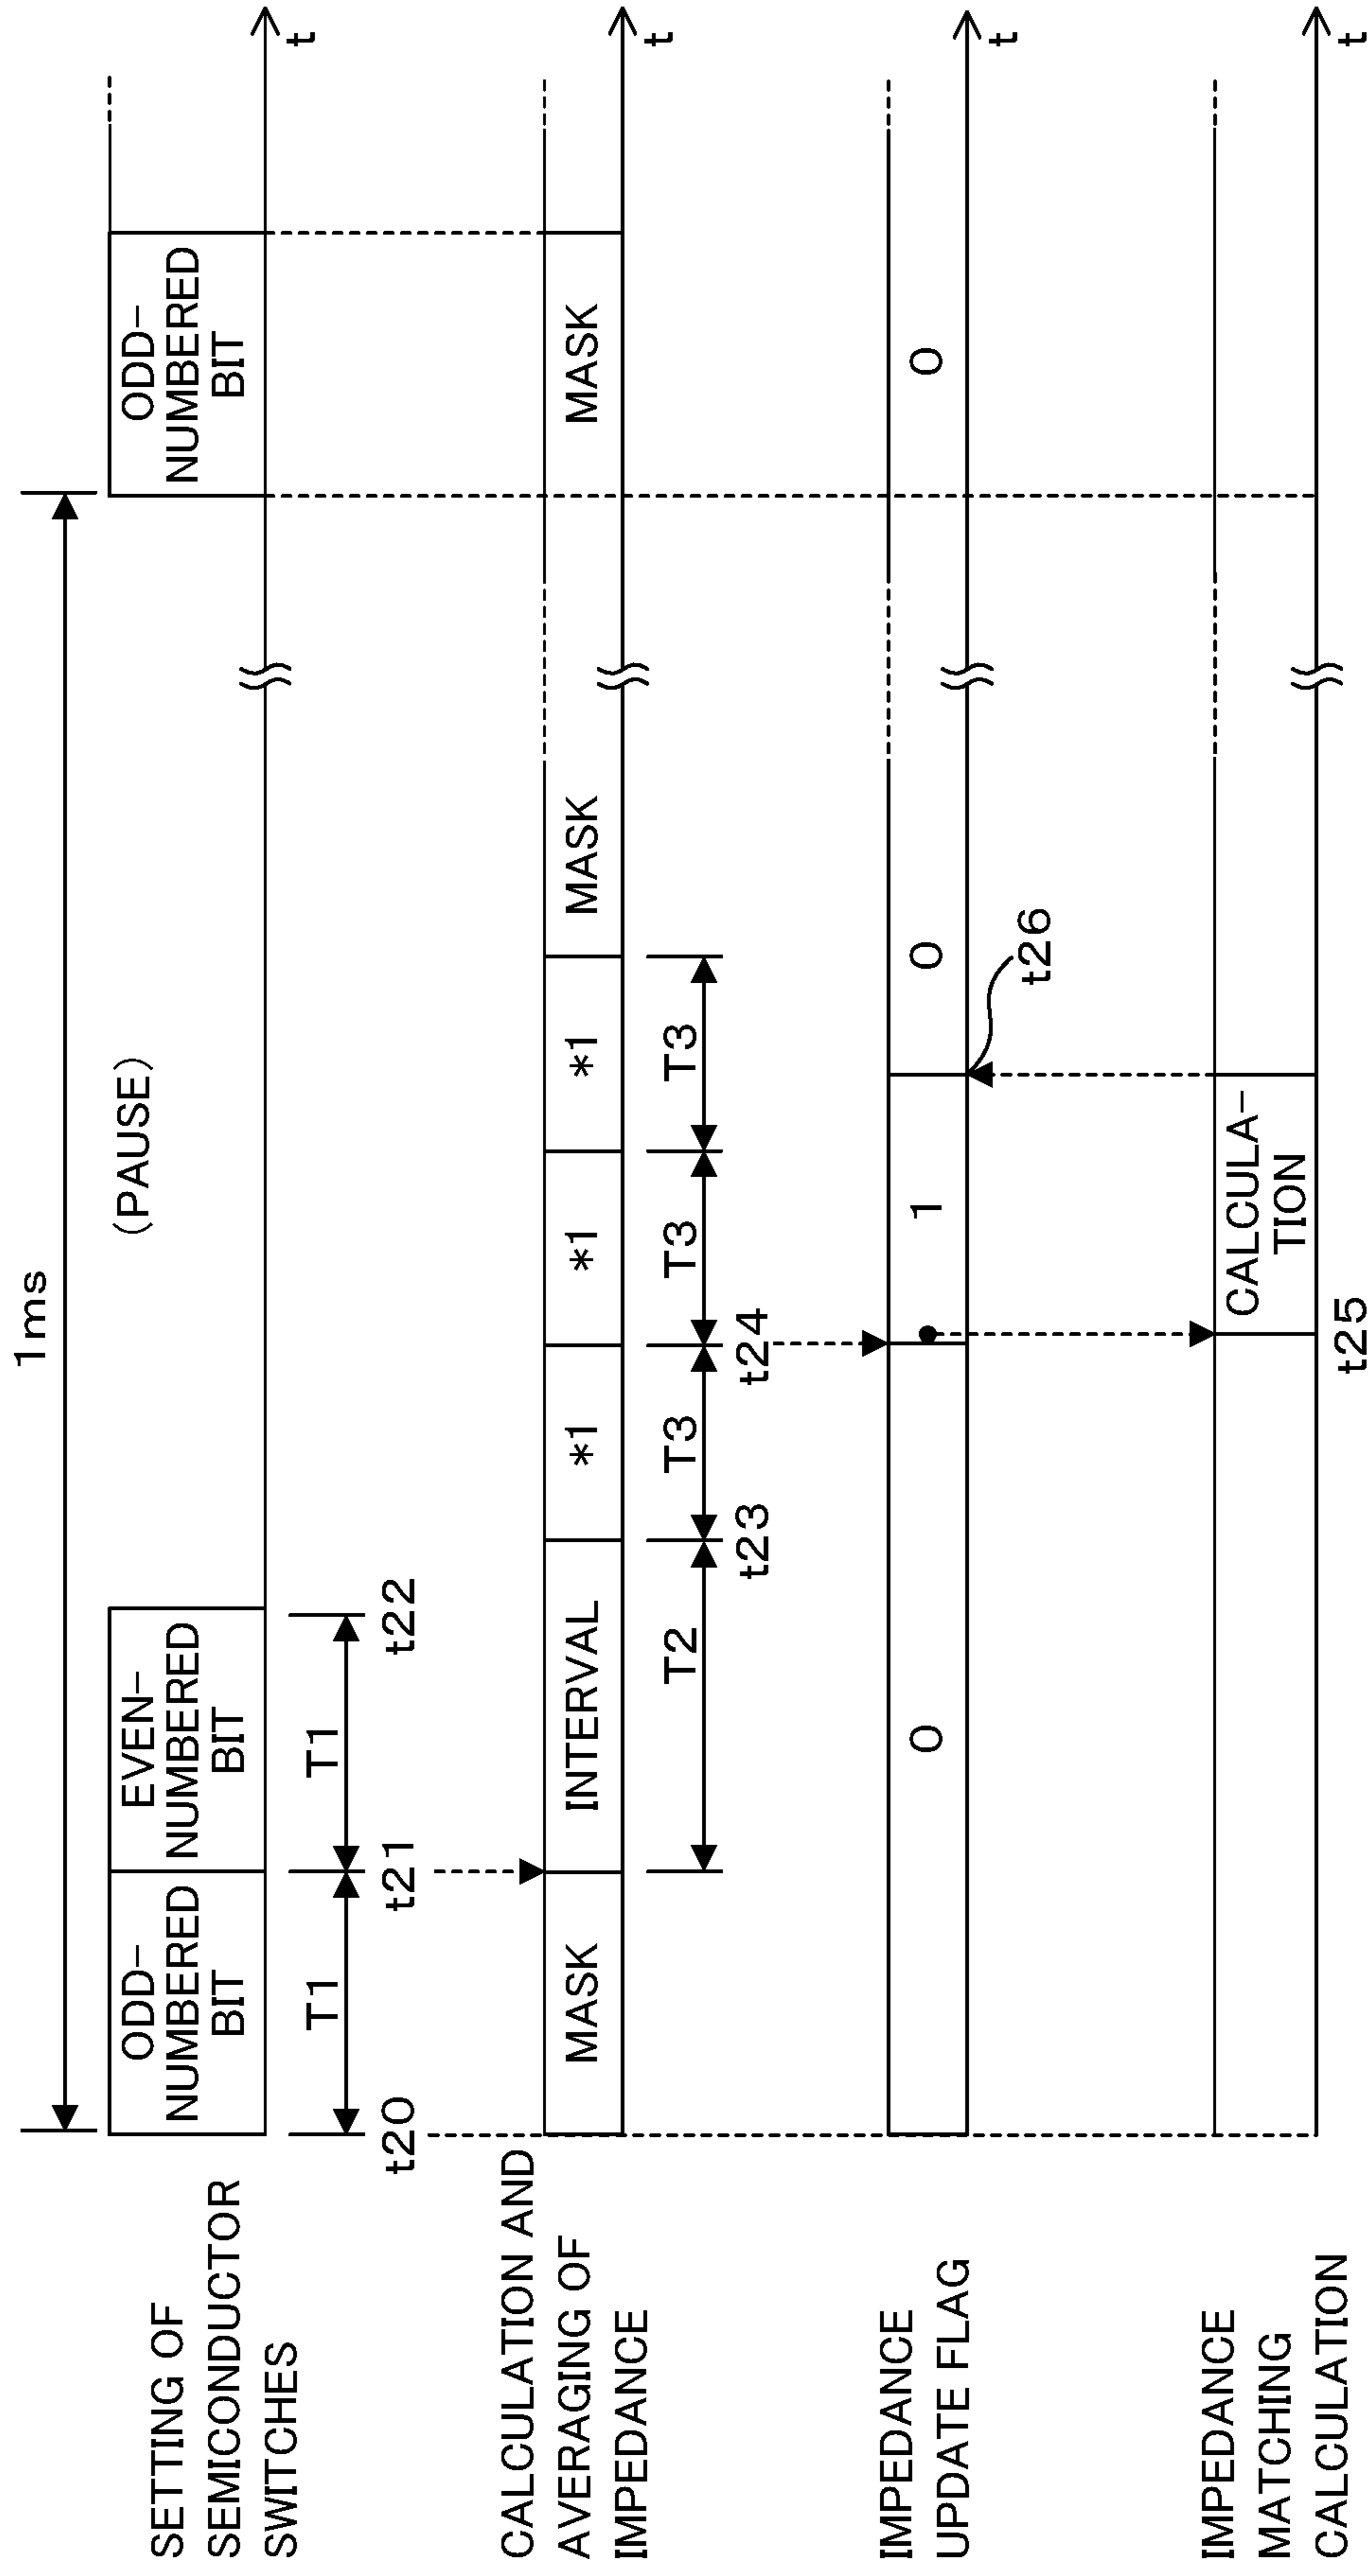 1ms
SETTING OF
SEMICONDUCTOR
SWITCHES
ODD-
NUMBERED
BIT
EVEN-
NUMBERED
BIT
(PAUSE)
ODD-
NUMBERED
BIT
t
T1
T1
t20
t21
t22
CALCULATION AND
AVERAGING OF
IMPEDANCE
MASK
INTERVAL
*1
*1
*1
MASK
MASK
t
T2
T3
T3
T3
t23
t24
IMPEDANCE
UPDATE FLAG
0
1
0
0
t
t26
IMPEDANCE
MATCHING
CALCULATION
CALCULA-
TION
t
t25